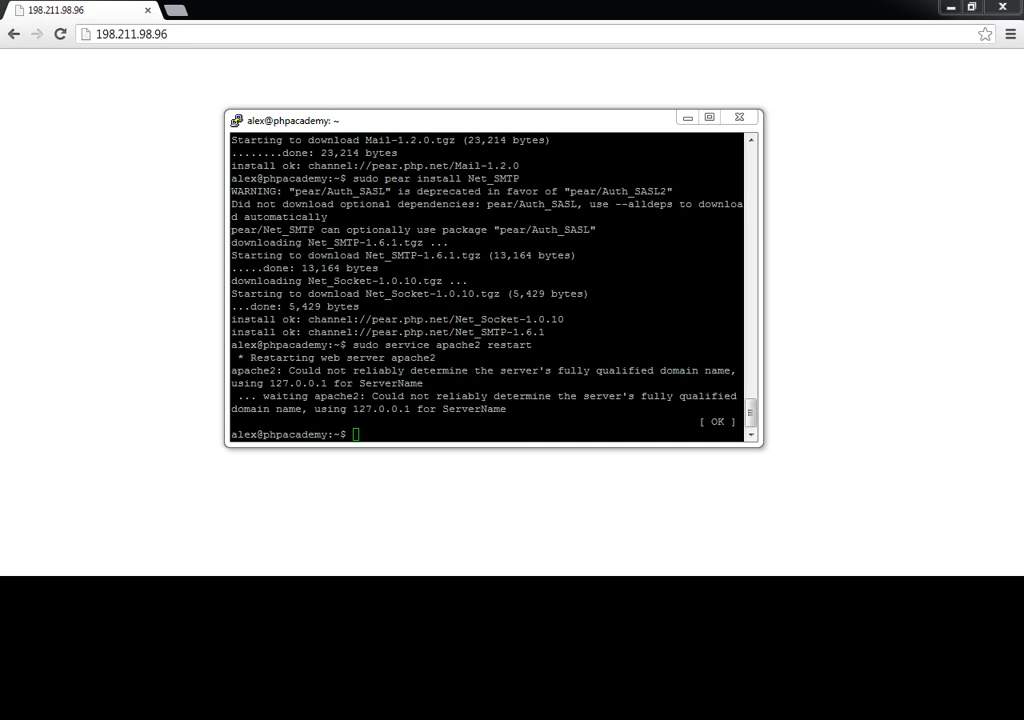 198.211.98.96
198.211.98.96
alex@phpacademy: ~
Starting to download Mail-1.2.0.tgz (23,214 bytes)
........done: 23,214 bytes
install ok: channel://pear.php.net/Mail-1.2.0
alex@phpacademy:~$ sudo pear install Net_SMTP
WARNING: "pear/Auth_SASL" is deprecated in favor of "pear/Auth_SASL2"
Did not download optional dependencies: pear/Auth_SASL, use --alldeps to downloa
d automatically
pear/Net_SMTP can optionally use package "pear/Auth_SASL"
downloading Net_SMTP-1.6.1.tgz ...
Starting to download Net_SMTP-1.6.1.tgz (13,164 bytes)
.....done: 13,164 bytes
downloading Net_Socket-1.0.10.tgz ...
Starting to download Net_Socket-1.0.10.tgz (5,429 bytes)
...done: 5,429 bytes
install ok: channel://pear.php.net/Net_Socket-1.0.10
install ok: channel://pear.php.net/Net_SMTP-1.6.1
alex@phpacademy:~$ sudo service apache2 restart
 * Restarting web server apache2
apache2: Could not reliably determine the server's fully qualified domain name,
using 127.0.0.1 for ServerName
 ... waiting apache2: Could not reliably determine the server's fully qualified
domain name, using 127.0.0.1 for ServerName
[ OK ]
alex@phpacademy:~$